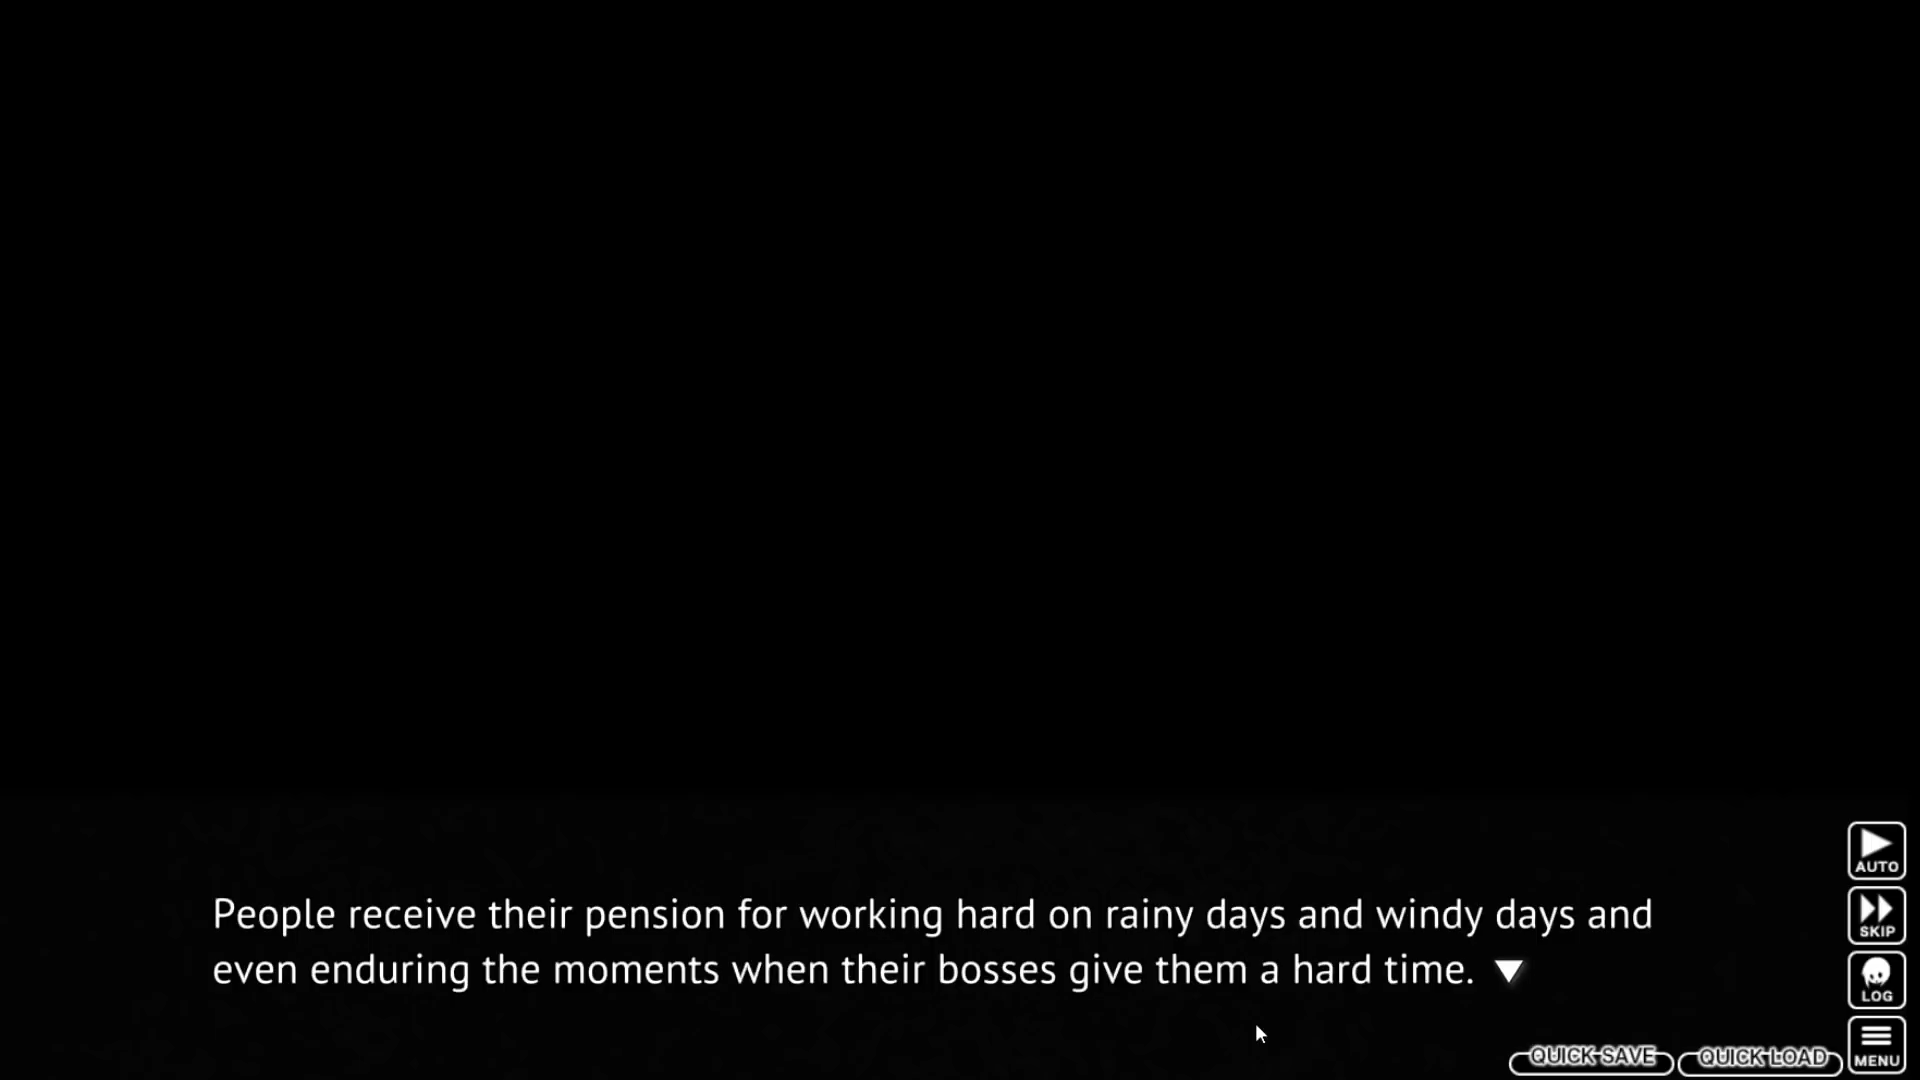 People receive their pension for working hard on rainy days and windy days and
even enduring the moments when their bosses give them a hard time.
AUTO
SKIP
LOG
MENU
QUICK SAVE
QUICK LOAD